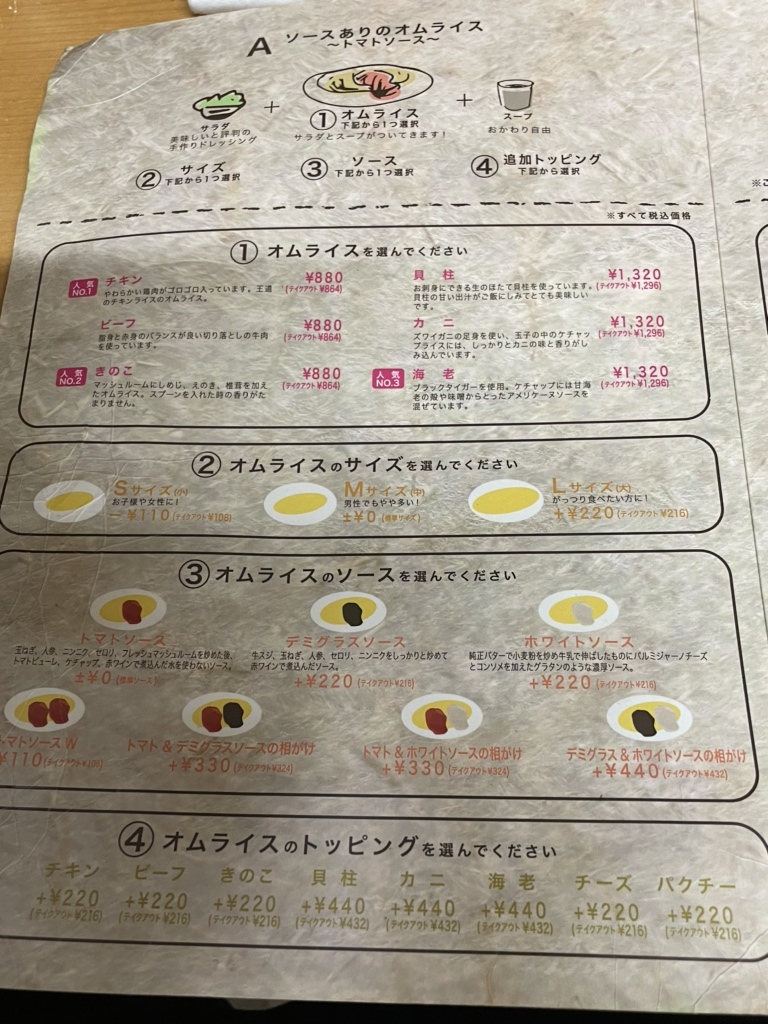 A ソースありのオムライス
～トマトソース～
サラダ
美味しいと評判の
手作りドレッシング
+
① オムライス
下記から1つ選択
サラダとスープがついてきます！
+
スープ
おかわり自由
② サイズ
下記から1つ選択
③ ソース
下記から1つ選択
④ 追加トッピング
下記から選択
※すべて税込価格
① オムライスを選んでください
人気NO.1 チキン ¥880
やわらかい鶏肉がゴロゴロ入っています。王道 (テイクアウト¥864)
のチキンライスのオムライス。
ビーフ ¥880
脂身と赤身のバランスが良い切り落としの牛肉 (テイクアウト¥864)
を使っています。
人気NO.2 きのこ ¥880
マッシュルームにしめじ、えのき、椎茸を加え (テイクアウト¥864)
たオムライス。スプーンを入れた時の香りがた
まりません。
貝柱 ¥1,320
お刺身にできる生のほたて貝柱を使っています。 (テイクアウト¥1,296)
貝柱の甘い出汁がご飯にしみてとても美味しい
です。
カニ ¥1,320
ズワイガニの足身を使い、玉子の中のケチャッ (テイクアウト¥1,296)
プライスには、しっかりとカニの味と香りがし
み込んでいます。
人気NO.3 海老 ¥1,320
ブラックタイガーを使用。ケチャップには甘海 (テイクアウト¥1,296)
老の殻や味噌からとったアメリケーヌソースを
混ぜています。
② オムライスのサイズを選んでください
Sサイズ(小)
お子様や女性に！
－¥110(テイクアウト¥108)
Mサイズ(中)
男性でもやや多い！
±¥0(標準サイズ)
Lサイズ(大)
がっつり食べたい方に！
+¥220(テイクアウト¥216)
③ オムライスのソースを選んでください
トマトソース
玉ねぎ、人参、ニンニク、セロリ、フレッシュマッシュルームを炒めた後、
トマトピューレ、ケチャップ、赤ワインで煮込んだ水を使わないソース。
±¥0(標準ソース)
デミグラスソース
牛スジ、玉ねぎ、人参、セロリ、ニンニクをしっかりと炒めて
赤ワインで煮込んだソース。
+¥220(テイクアウト¥216)
ホワイトソース
純正バターで小麦粉を炒め牛乳で伸ばしたものにパルミジャーノチーズ
とコンソメを加えたグラタンのような濃厚ソース。
+¥220(テイクアウト¥216)
トマトソースW
¥110(テイクアウト¥108)
トマト&デミグラスソースの相がけ
+¥330(テイクアウト¥324)
トマト&ホワイトソースの相がけ
+¥330(テイクアウト¥324)
デミグラス&ホワイトソースの相がけ
+¥440(テイクアウト¥432)
④ オムライスのトッピングを選んでください
チキン ビーフ きのこ 貝柱 カニ 海老 チーズ パクチー
+¥220 +¥220 +¥220 +¥440 +¥440 +¥440 +¥220 +¥220
(テイクアウト¥216) (テイクアウト¥216) (テイクアウト¥216) (テイクアウト¥432) (テイクアウト¥432) (テイクアウト¥432) (テイクアウト¥216) (テイクアウト¥216)